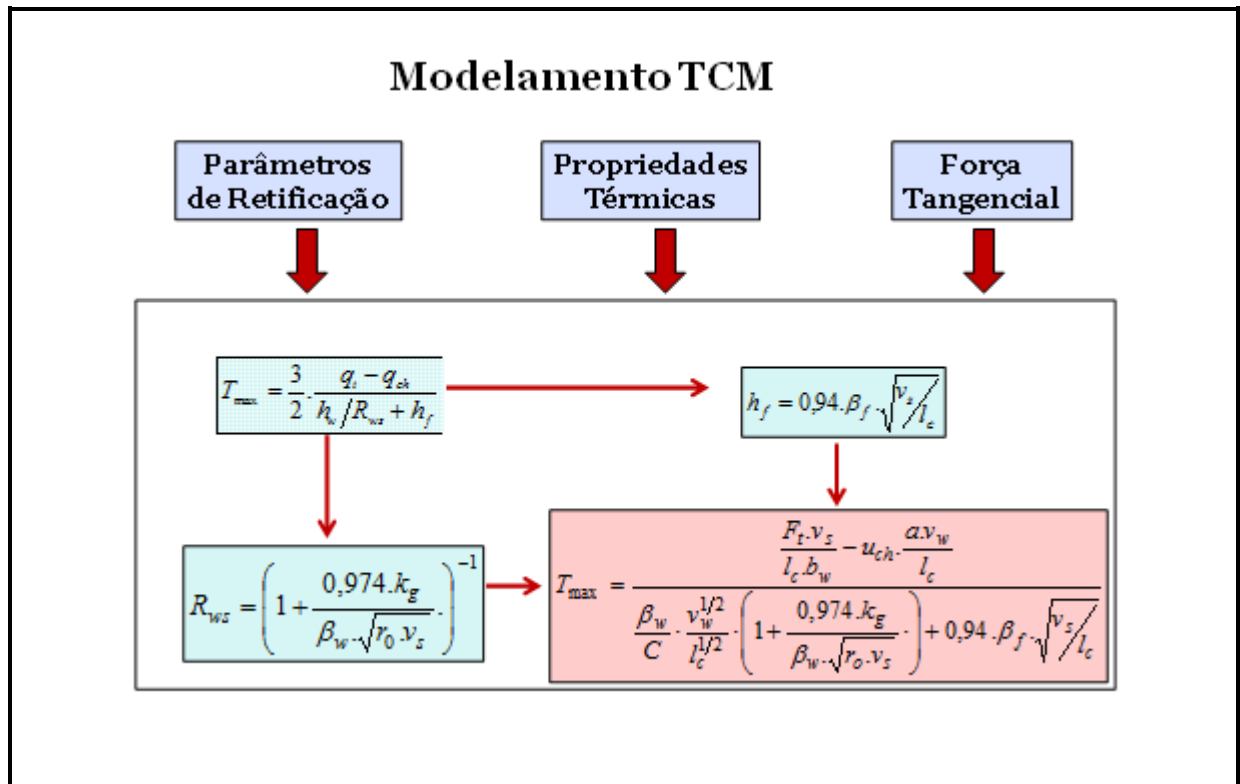 Modelamento TCM
Parâmetros
de Retificação
Propriedades
Térmicas
Força
Tangencial
T_max = 3/2 . (q_t − q_ch) / (h_w/R_ws + h_f)
h_f = 0,94.β_f.√(v_s/l_c)
R_ws = (1 + 0,974.k_g / (β_w.√(r_0.v_s)) .)^−1
T_max = (F_t.v_s / (l_c.b_w) − u_ch. a.v_w / l_c) / (β_w/C · v_w^1/2 / l_c^1/2 · (1 + 0,974.k_g / (β_w.√(r_o.v_s)) ·) + 0,94.β_f.√(v_s/l_c))